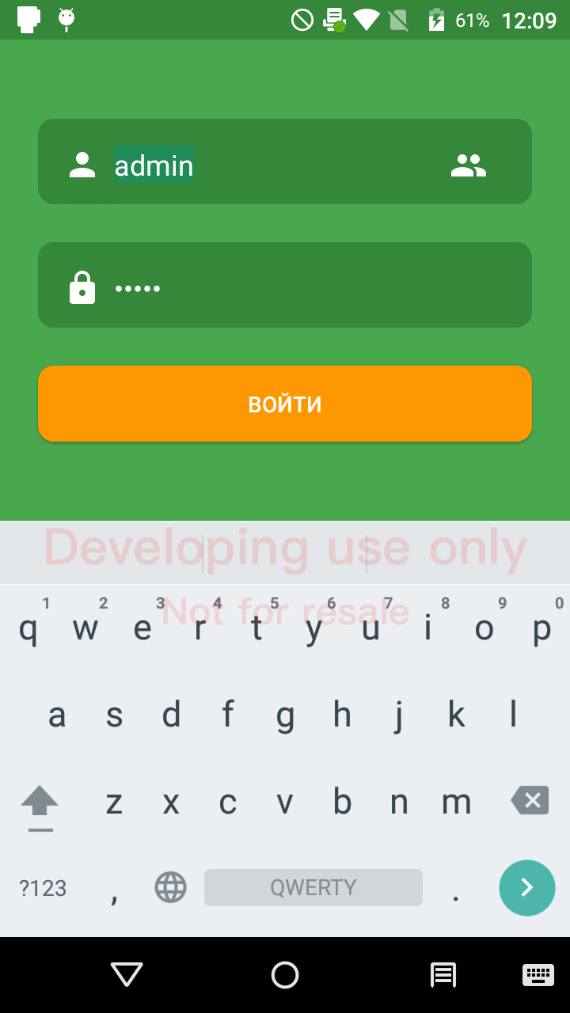 61% 12:09
admin
•••••
ВОЙТИ
Developing use only
Not for resale
1 2 3 4 5 6 7 8 9 0
q w e r t y u i o p
a s d f g h j k l
z x c v b n m
?123 , QWERTY .